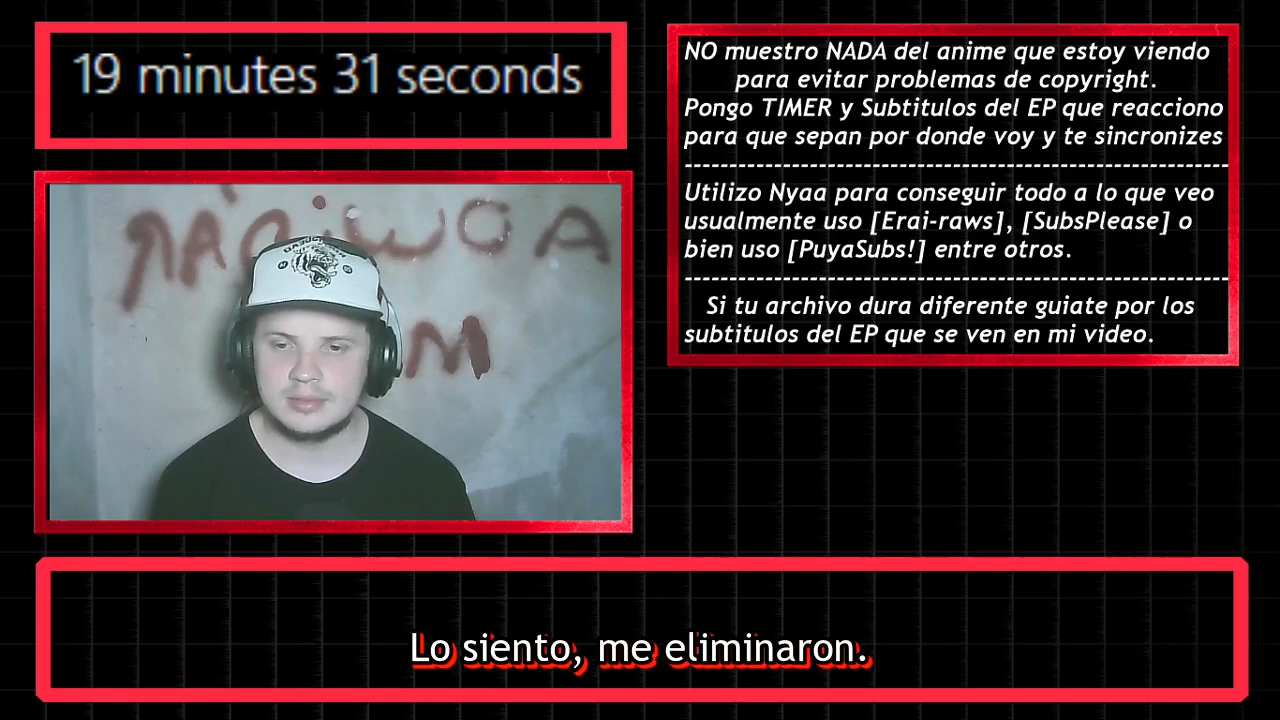 19 minutes 31 seconds
NO muestro NADA del anime que estoy viendo
para evitar problemas de copyright.
Pongo TIMER y Subtitulos del EP que reacciono
para que sepan por donde voy y te sincronizes
Utilizo Nyaa para conseguir todo a lo que veo
usualmente uso [Erai-raws], [SubsPlease] o
bien uso [PuyaSubs!] entre otros.
Si tu archivo dura diferente guiate por los
subtitulos del EP que se ven en mi video.
Lo siento, me eliminaron.